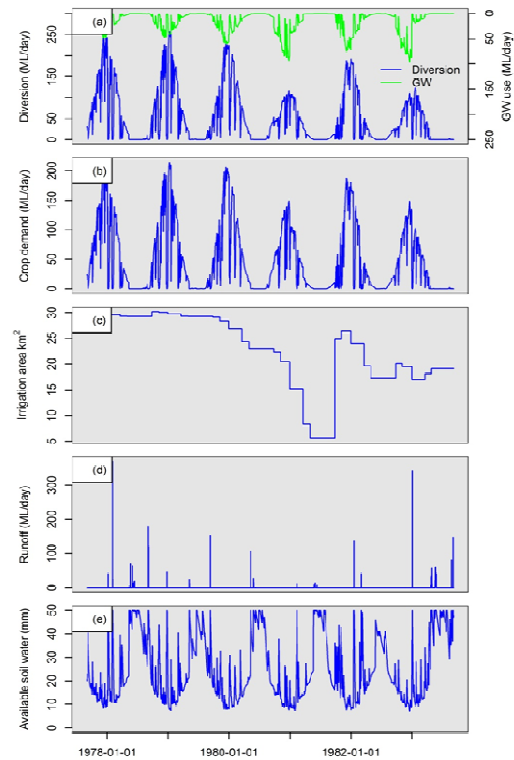 (a)
Diversion (ML/day)
0
50
150
250
GW use (ML/day)
0
50
150
250
Diversion
GW
(b)
Crop demand (ML/day)
0
50
100
150
200
(c)
Irrigation area km²
5
10
15
20
25
30
(d)
Runoff (ML/day)
0
100
200
300
(e)
Available soil water (mm)
0
10
20
30
40
50
1978-01-01
1980-01-01
1982-01-01